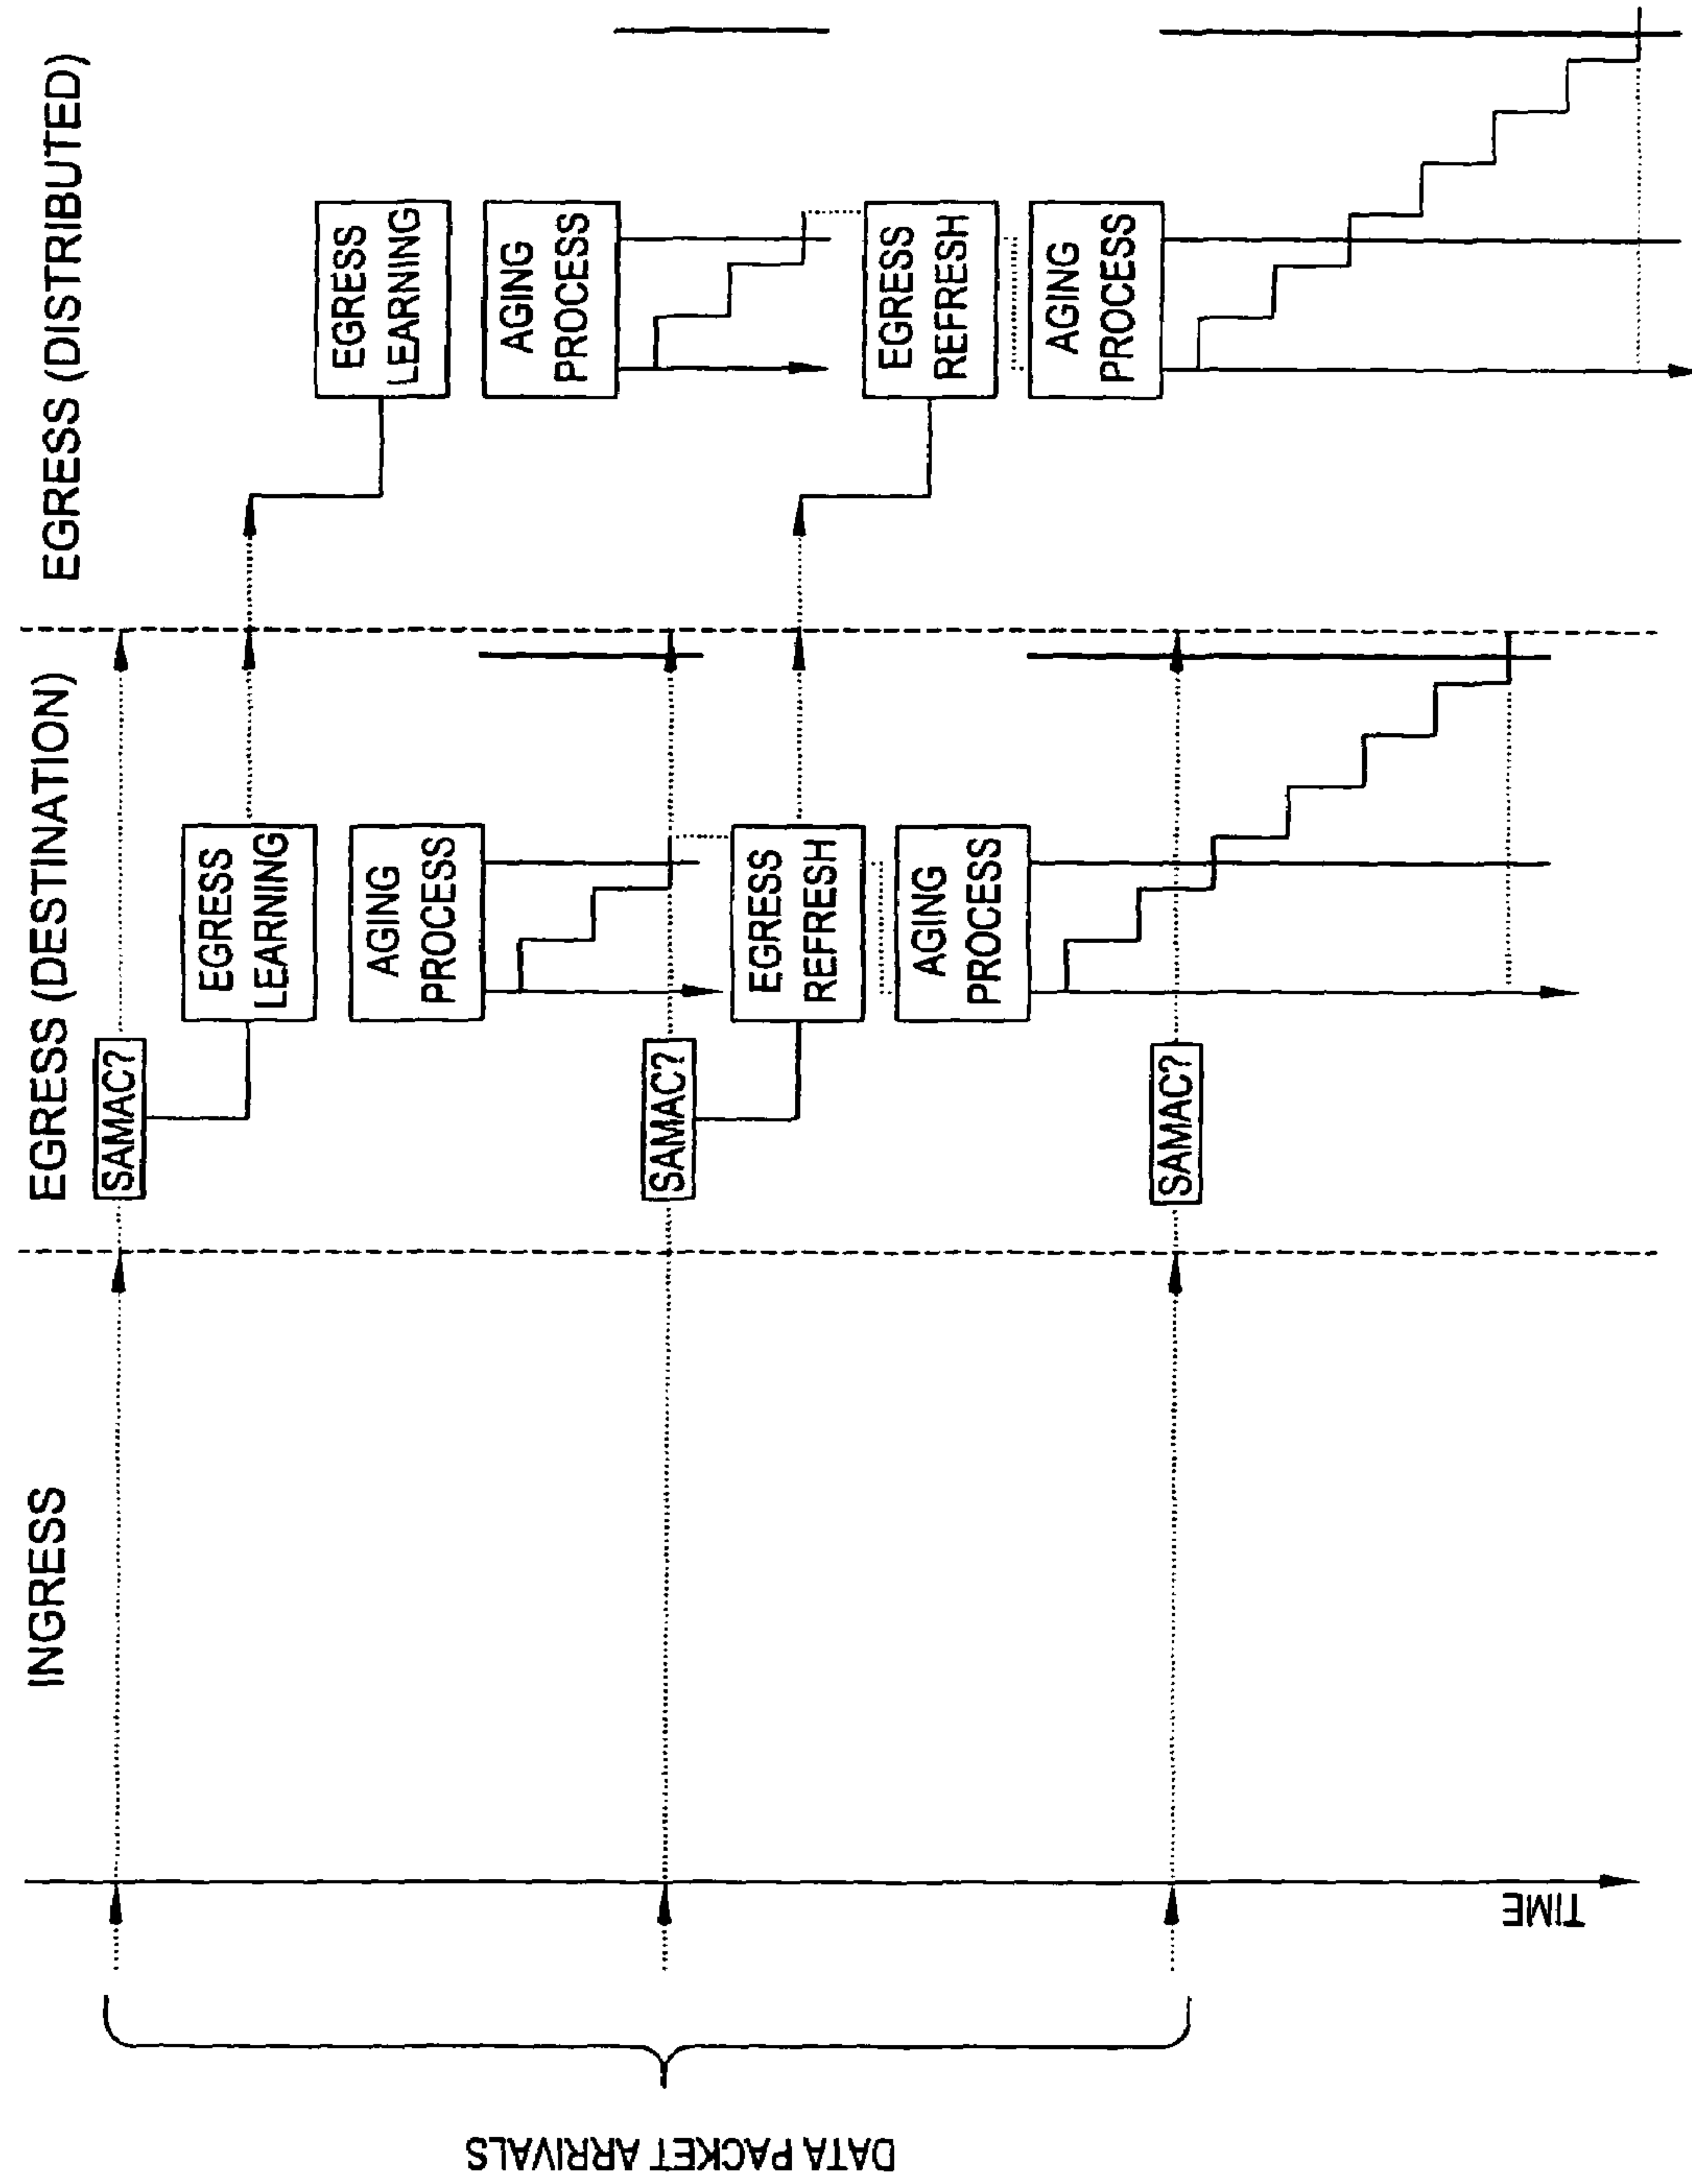 INGRESS
EGRESS (DESTINATION)
EGRESS (DISTRIBUTED)
DATA PACKET ARRIVALS
TIME
SAMAC?
EGRESS
LEARNING
AGING
PROCESS
SAMAC?
EGRESS
REFRESH
AGING
PROCESS
SAMAC?
EGRESS
LEARNING
AGING
PROCESS
EGRESS
REFRESH
AGING
PROCESS